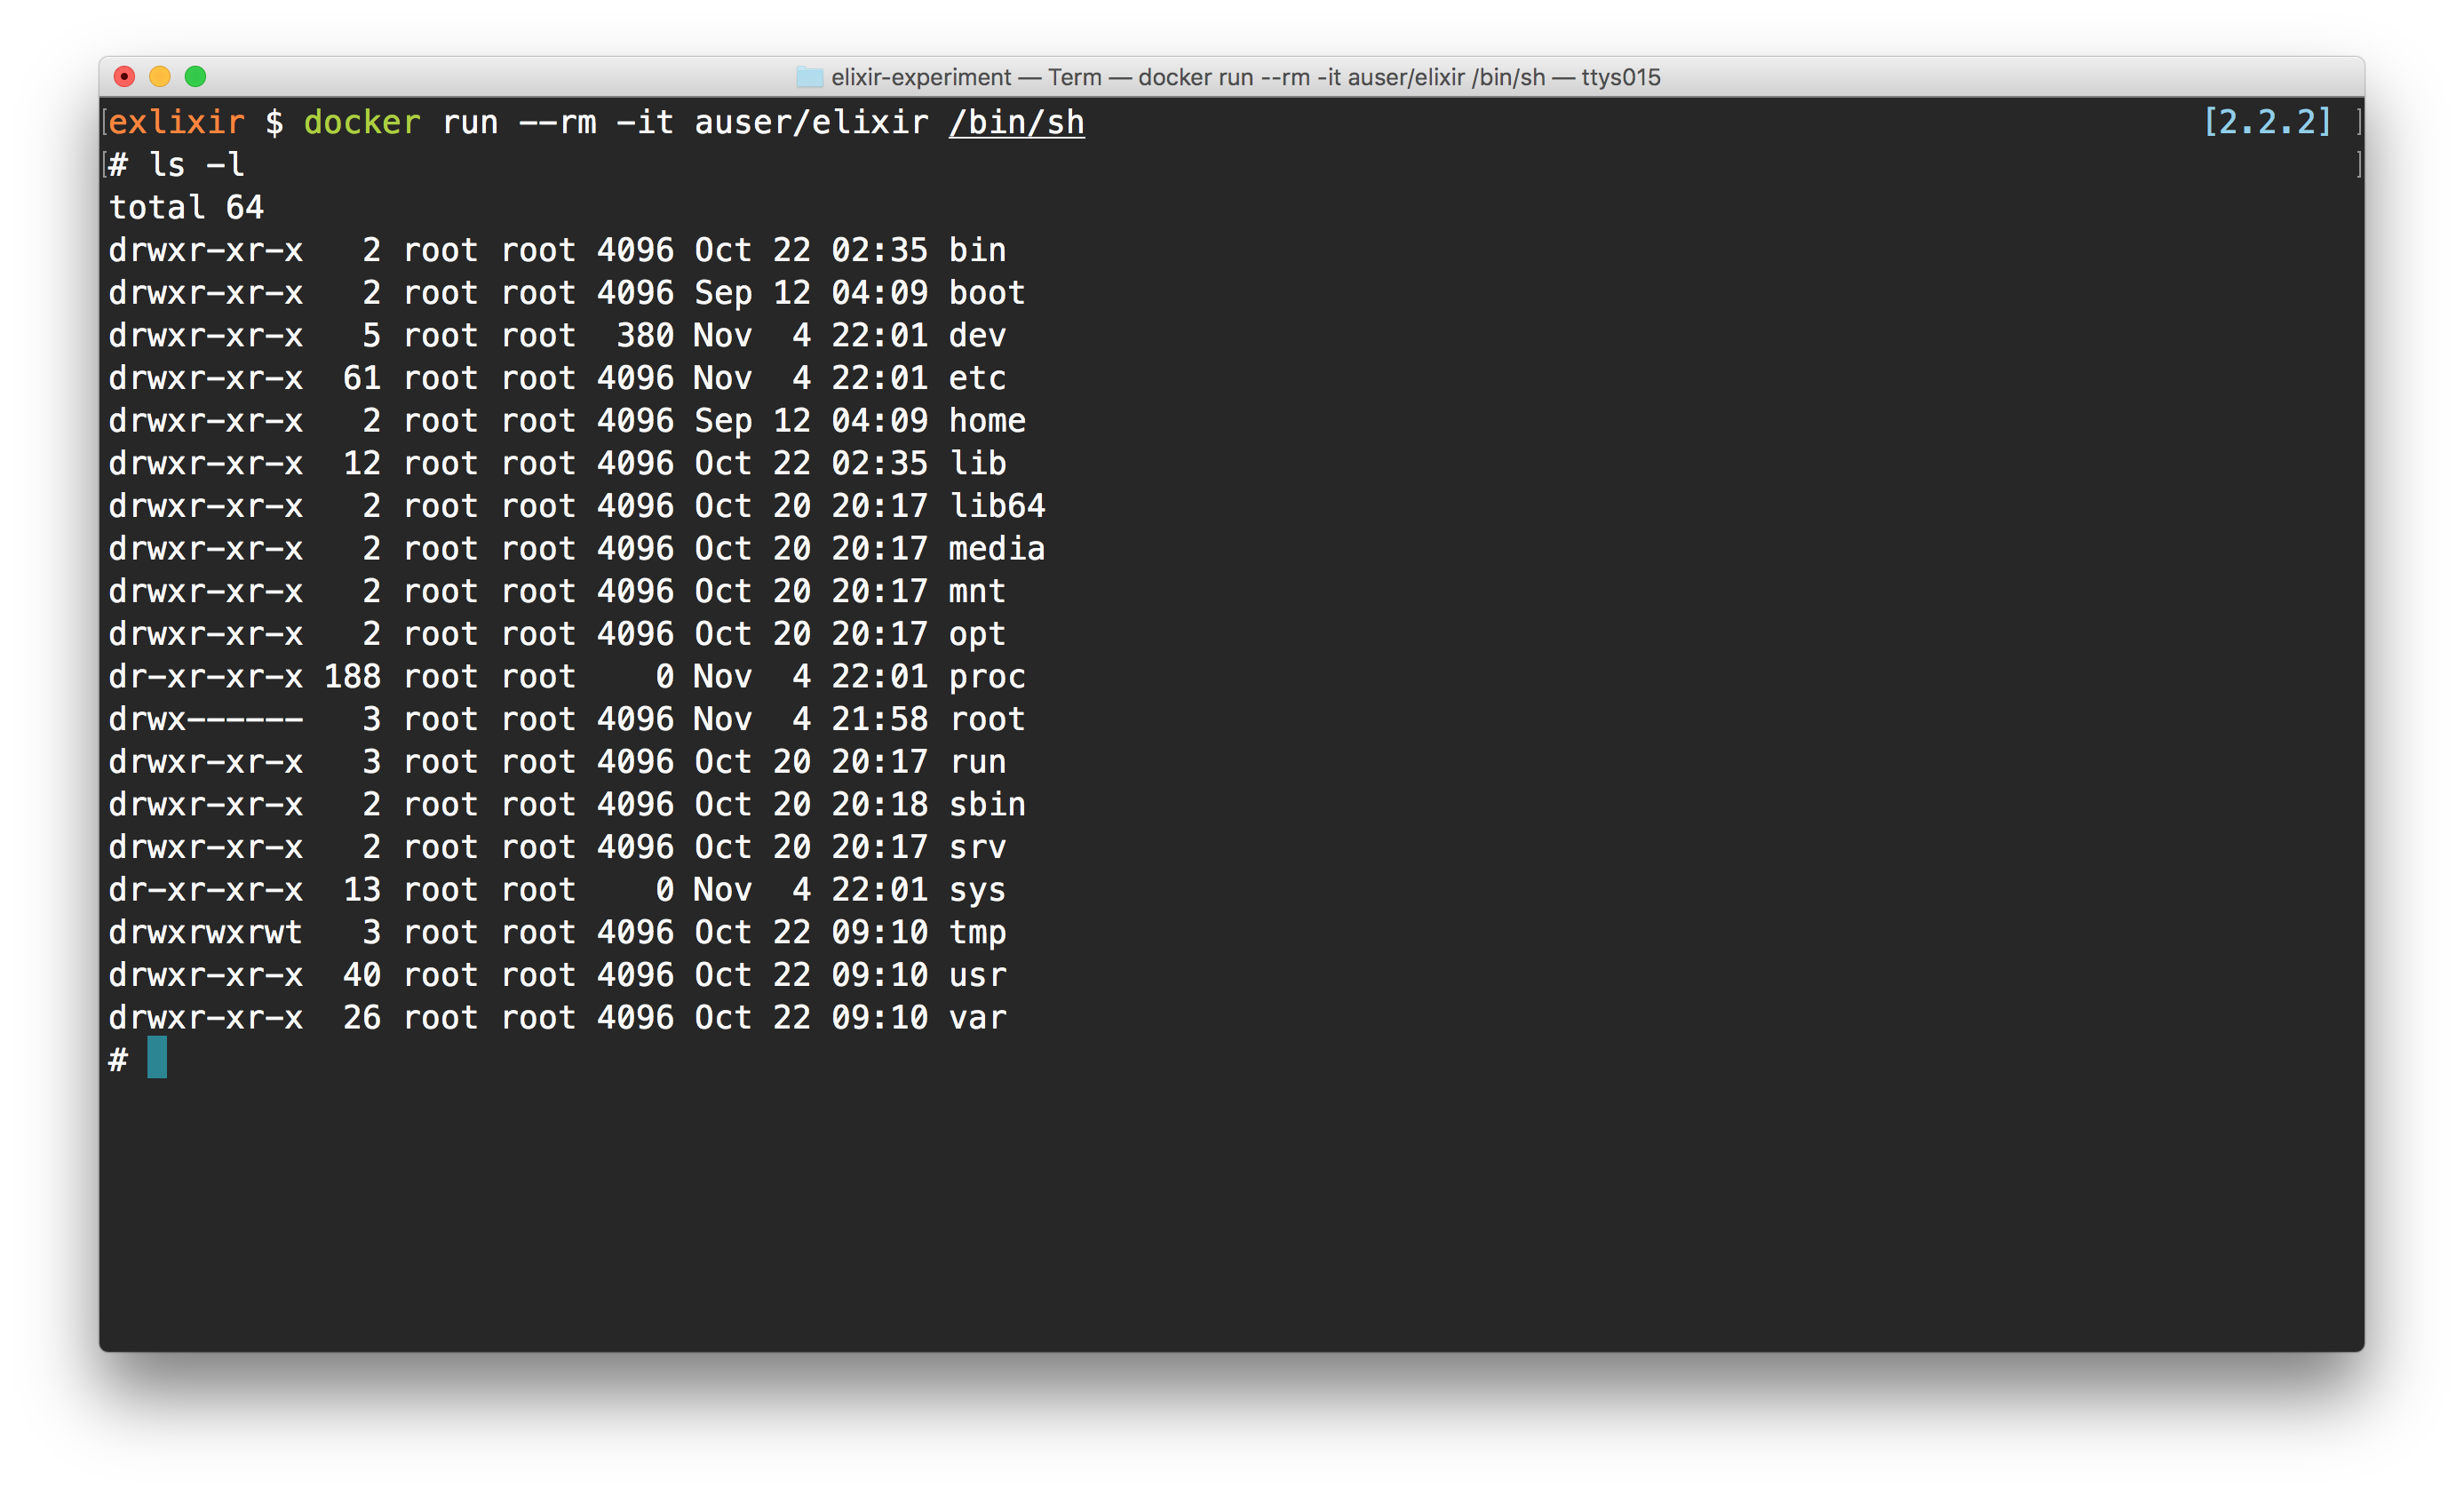 elixir-experiment — Term — docker run --rm -it auser/elixir /bin/sh — ttys015
[exlixir $ docker run --rm -it auser/elixir /bin/sh [2.2.2] ]
[# ls -l ]
total 64
drwxr-xr-x   2 root root 4096 Oct 22 02:35 bin
drwxr-xr-x   2 root root 4096 Sep 12 04:09 boot
drwxr-xr-x   5 root root  380 Nov  4 22:01 dev
drwxr-xr-x  61 root root 4096 Nov  4 22:01 etc
drwxr-xr-x   2 root root 4096 Sep 12 04:09 home
drwxr-xr-x  12 root root 4096 Oct 22 02:35 lib
drwxr-xr-x   2 root root 4096 Oct 20 20:17 lib64
drwxr-xr-x   2 root root 4096 Oct 20 20:17 media
drwxr-xr-x   2 root root 4096 Oct 20 20:17 mnt
drwxr-xr-x   2 root root 4096 Oct 20 20:17 opt
dr-xr-xr-x 188 root root    0 Nov  4 22:01 proc
drwx------   3 root root 4096 Nov  4 21:58 root
drwxr-xr-x   3 root root 4096 Oct 20 20:17 run
drwxr-xr-x   2 root root 4096 Oct 20 20:18 sbin
drwxr-xr-x   2 root root 4096 Oct 20 20:17 srv
dr-xr-xr-x  13 root root    0 Nov  4 22:01 sys
drwxrwxrwt   3 root root 4096 Oct 22 09:10 tmp
drwxr-xr-x  40 root root 4096 Oct 22 09:10 usr
drwxr-xr-x  26 root root 4096 Oct 22 09:10 var
#